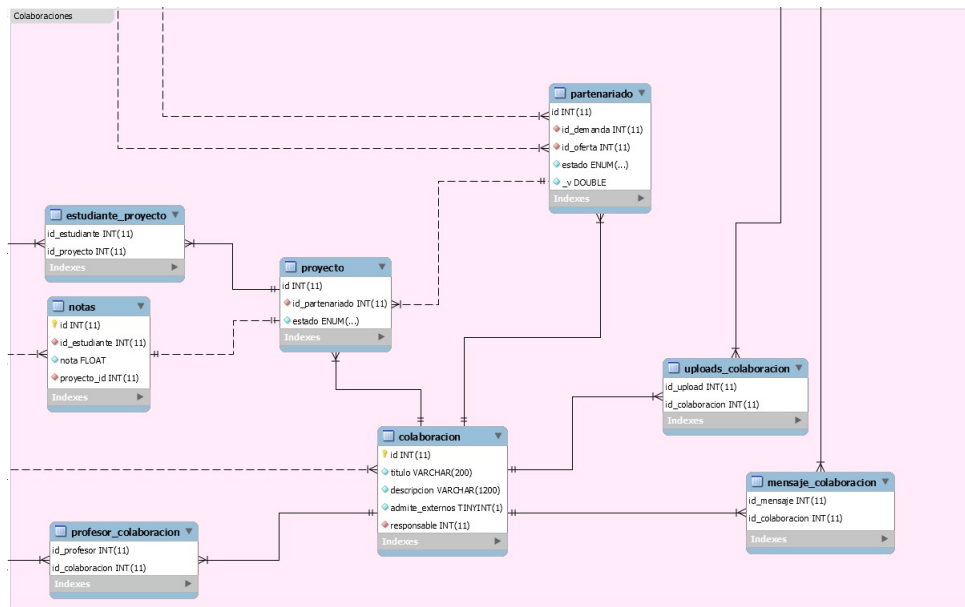 Colaboraciones
partenariado
id INT(11)
id_demanda INT(11)
id_oferta INT(11)
estado ENUM(...)
_v DOUBLE
Indexes
estudiante_proyecto
id_estudiante INT(11)
id_proyecto INT(11)
Indexes
proyecto
id INT(11)
id_partenariado INT(11)
estado ENUM(...)
Indexes
notas
id INT(11)
id_estudiante INT(11)
nota FLOAT
proyecto_id INT(11)
Indexes
uploads_colaboracion
id_upload INT(11)
id_colaboracion INT(11)
Indexes
colaboracion
id INT(11)
titulo VARCHAR(200)
descripcion VARCHAR(1200)
admite_externos TINYINT(1)
responsable INT(11)
Indexes
mensaje_colaboracion
id_mensaje INT(11)
id_colaboracion INT(11)
Indexes
profesor_colaboracion
id_profesor INT(11)
id_colaboracion INT(11)
Indexes